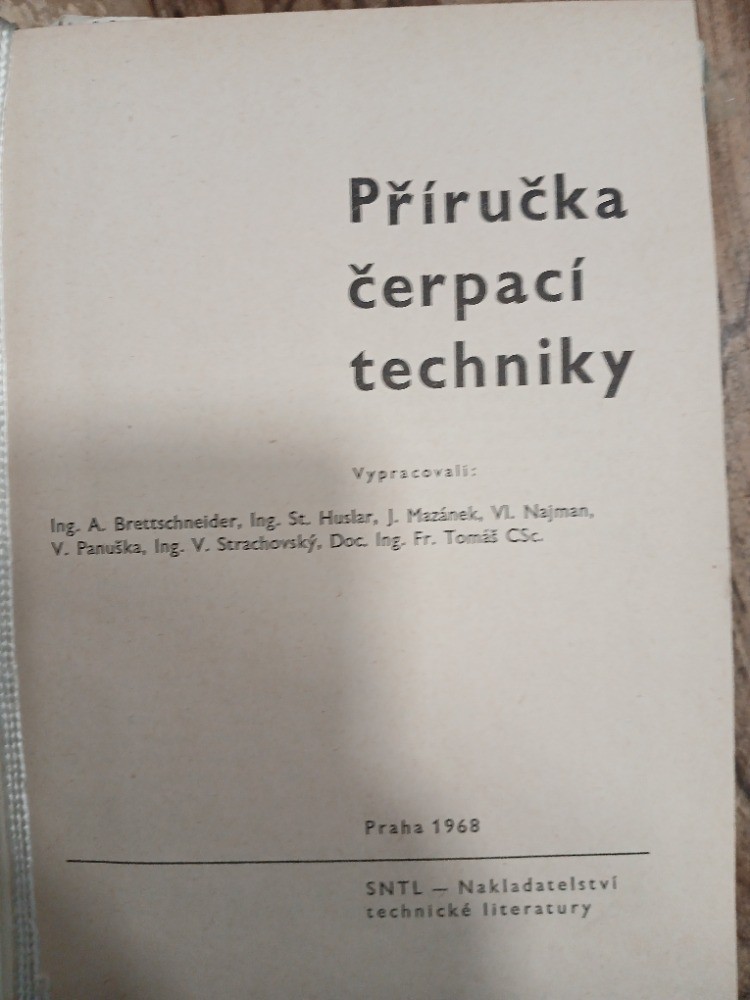 Příručka
čerpací
techniky
Vypracovali:
Ing. A. Brettschneider, Ing. St. Huslar, J. Mazánek, Vl. Najman,
V. Panuška, Ing. V. Strachovský, Doc. Ing. Fr. Tomáš CSc.
Praha 1968
SNTL — Nakladatelství
technické literatury